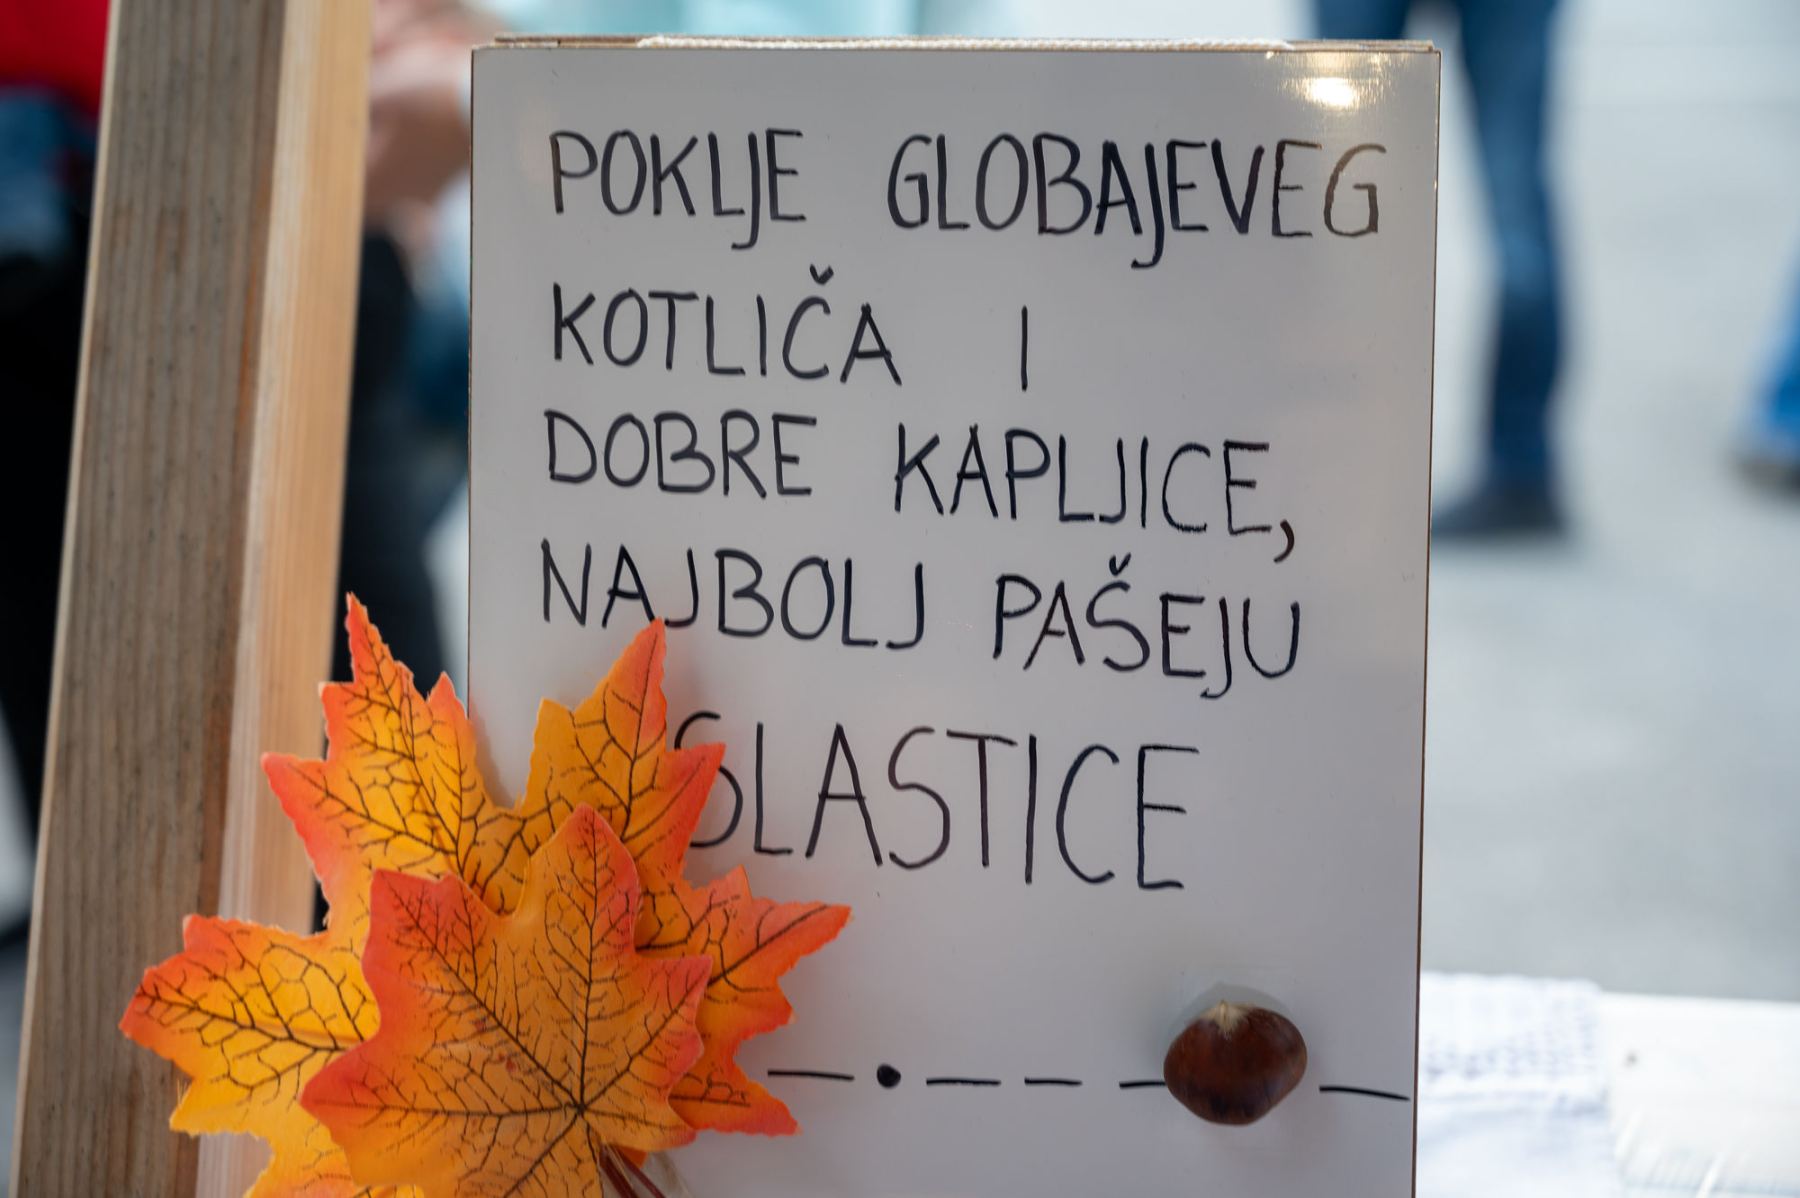 POKLJE GLOBAJEVEG
KOTLIČA I
DOBRE KAPLJICE,
NAJBOLJ PAŠEJU
SLASTICE